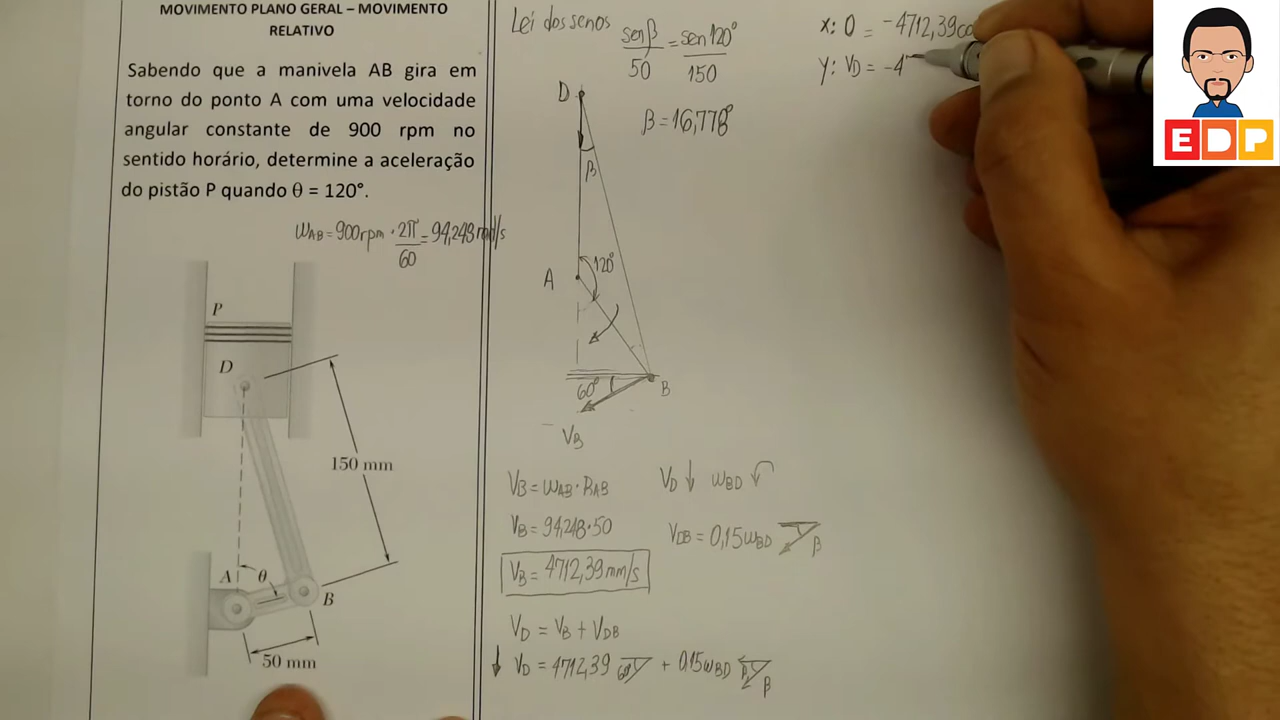 MOVIMENTO PLANO GERAL – MOVIMENTO
RELATIVO
Sabendo que a manivela AB gira em
torno do ponto A com uma velocidade
angular constante de 900 rpm no
sentido horário, determine a aceleração
do pistão P quando θ = 120°.
ωAB = 900rpm · 2π/60 = 94,248 rad/s
P
D
150 mm
A
θ
B
50 mm
Lei dos senos
senβ/50 = sen120°/150
β = 16,778°
D
β
A
120°
60°
B
VB
VB = ωAB · RAB
VB = 94,248·50
VB = 4712,39 mm/s
VD = VB + VDB
VD = 4712,39 60° + 0,15ωBD β
VD ↓ ωBD
VDB = 0,15ωBD β
x: 0 = -4712,39co
y: VD = -4
EDP